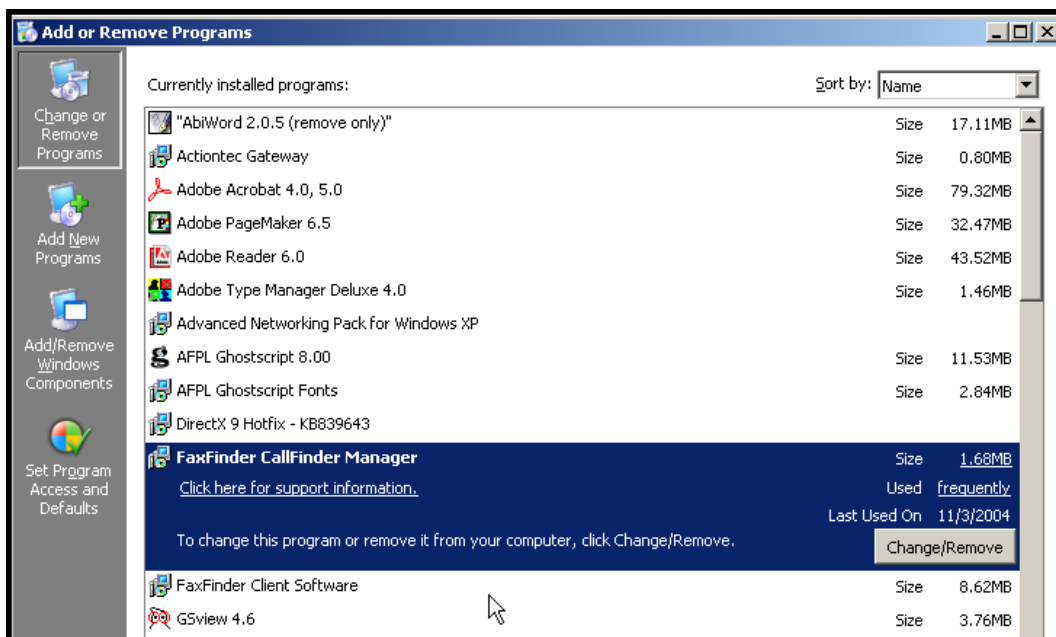 Add or Remove Programs
Change or
Remove
Programs
Add New
Programs
Add/Remove
Windows
Components
Set Program
Access and
Defaults
Currently installed programs:
Sort by: Name
"AbiWord 2.0.5 (remove only)" Size 17.11MB
Actiontec Gateway Size 0.80MB
Adobe Acrobat 4.0, 5.0 Size 79.32MB
Adobe PageMaker 6.5 Size 32.47MB
Adobe Reader 6.0 Size 43.52MB
Adobe Type Manager Deluxe 4.0 Size 1.46MB
Advanced Networking Pack for Windows XP
AFPL Ghostscript 8.00 Size 11.53MB
AFPL Ghostscript Fonts Size 2.84MB
DirectX 9 Hotfix - KB839643
FaxFinder CallFinder Manager Size 1.68MB
Click here for support information. Used frequently
Last Used On 11/3/2004
To change this program or remove it from your computer, click Change/Remove. Change/Remove
FaxFinder Client Software Size 8.62MB
GSview 4.6 Size 3.76MB